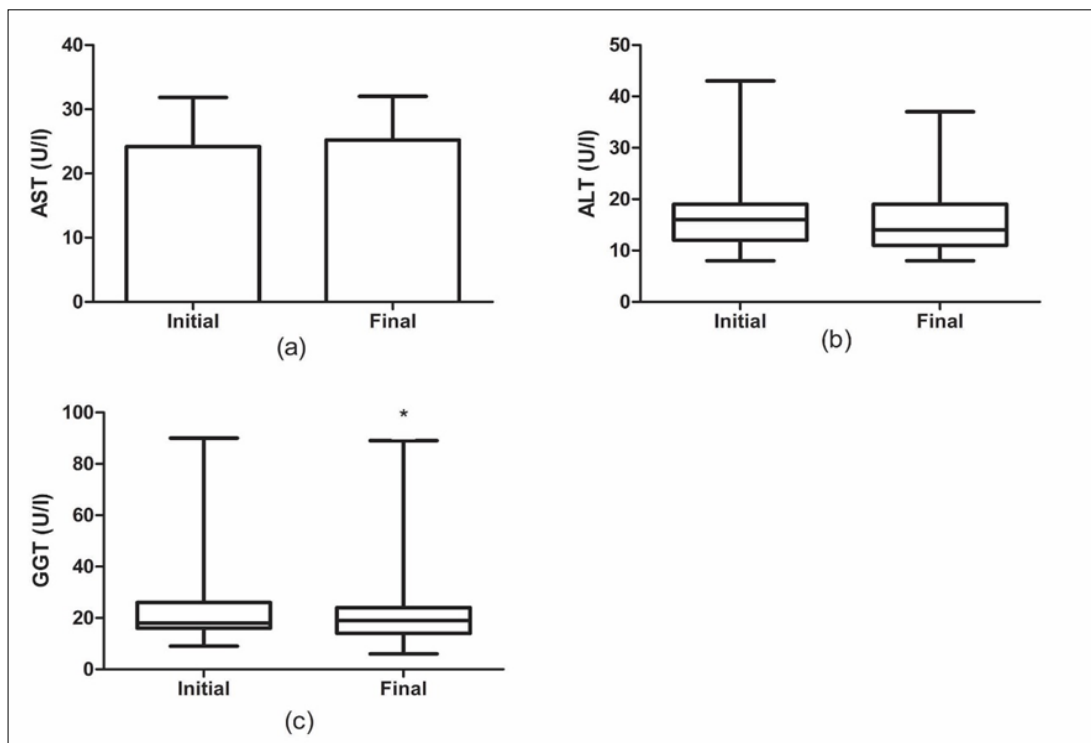 40
30
20
10
0
AST (U/I)
Initial Final
(a)
50
40
30
20
10
0
ALT (U/I)
Initial Final
(b)
100
80
60
40
20
0
GGT (U/I)
*
Initial Final
(c)